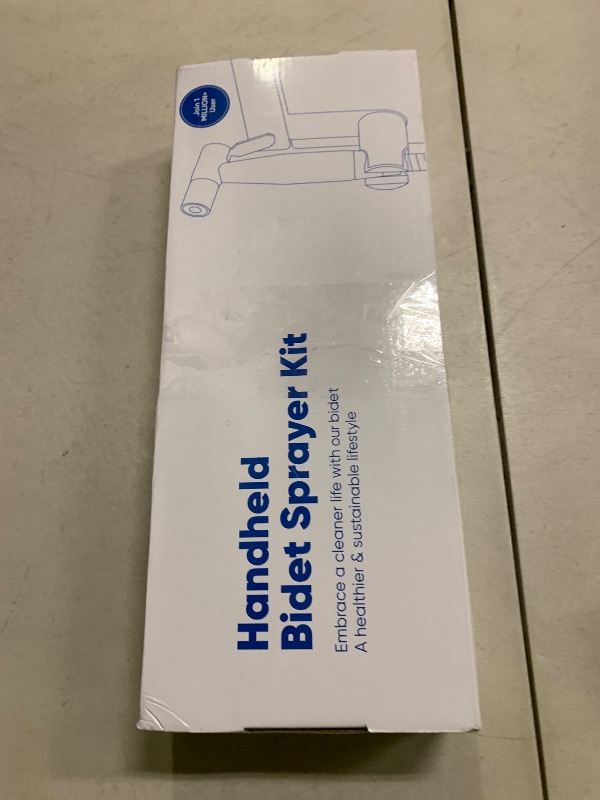 Join 1
MILLION+
User
Handheld
Bidet Sprayer Kit
Embrace a cleaner life with our bidet
A healthier & sustainable lifestyle